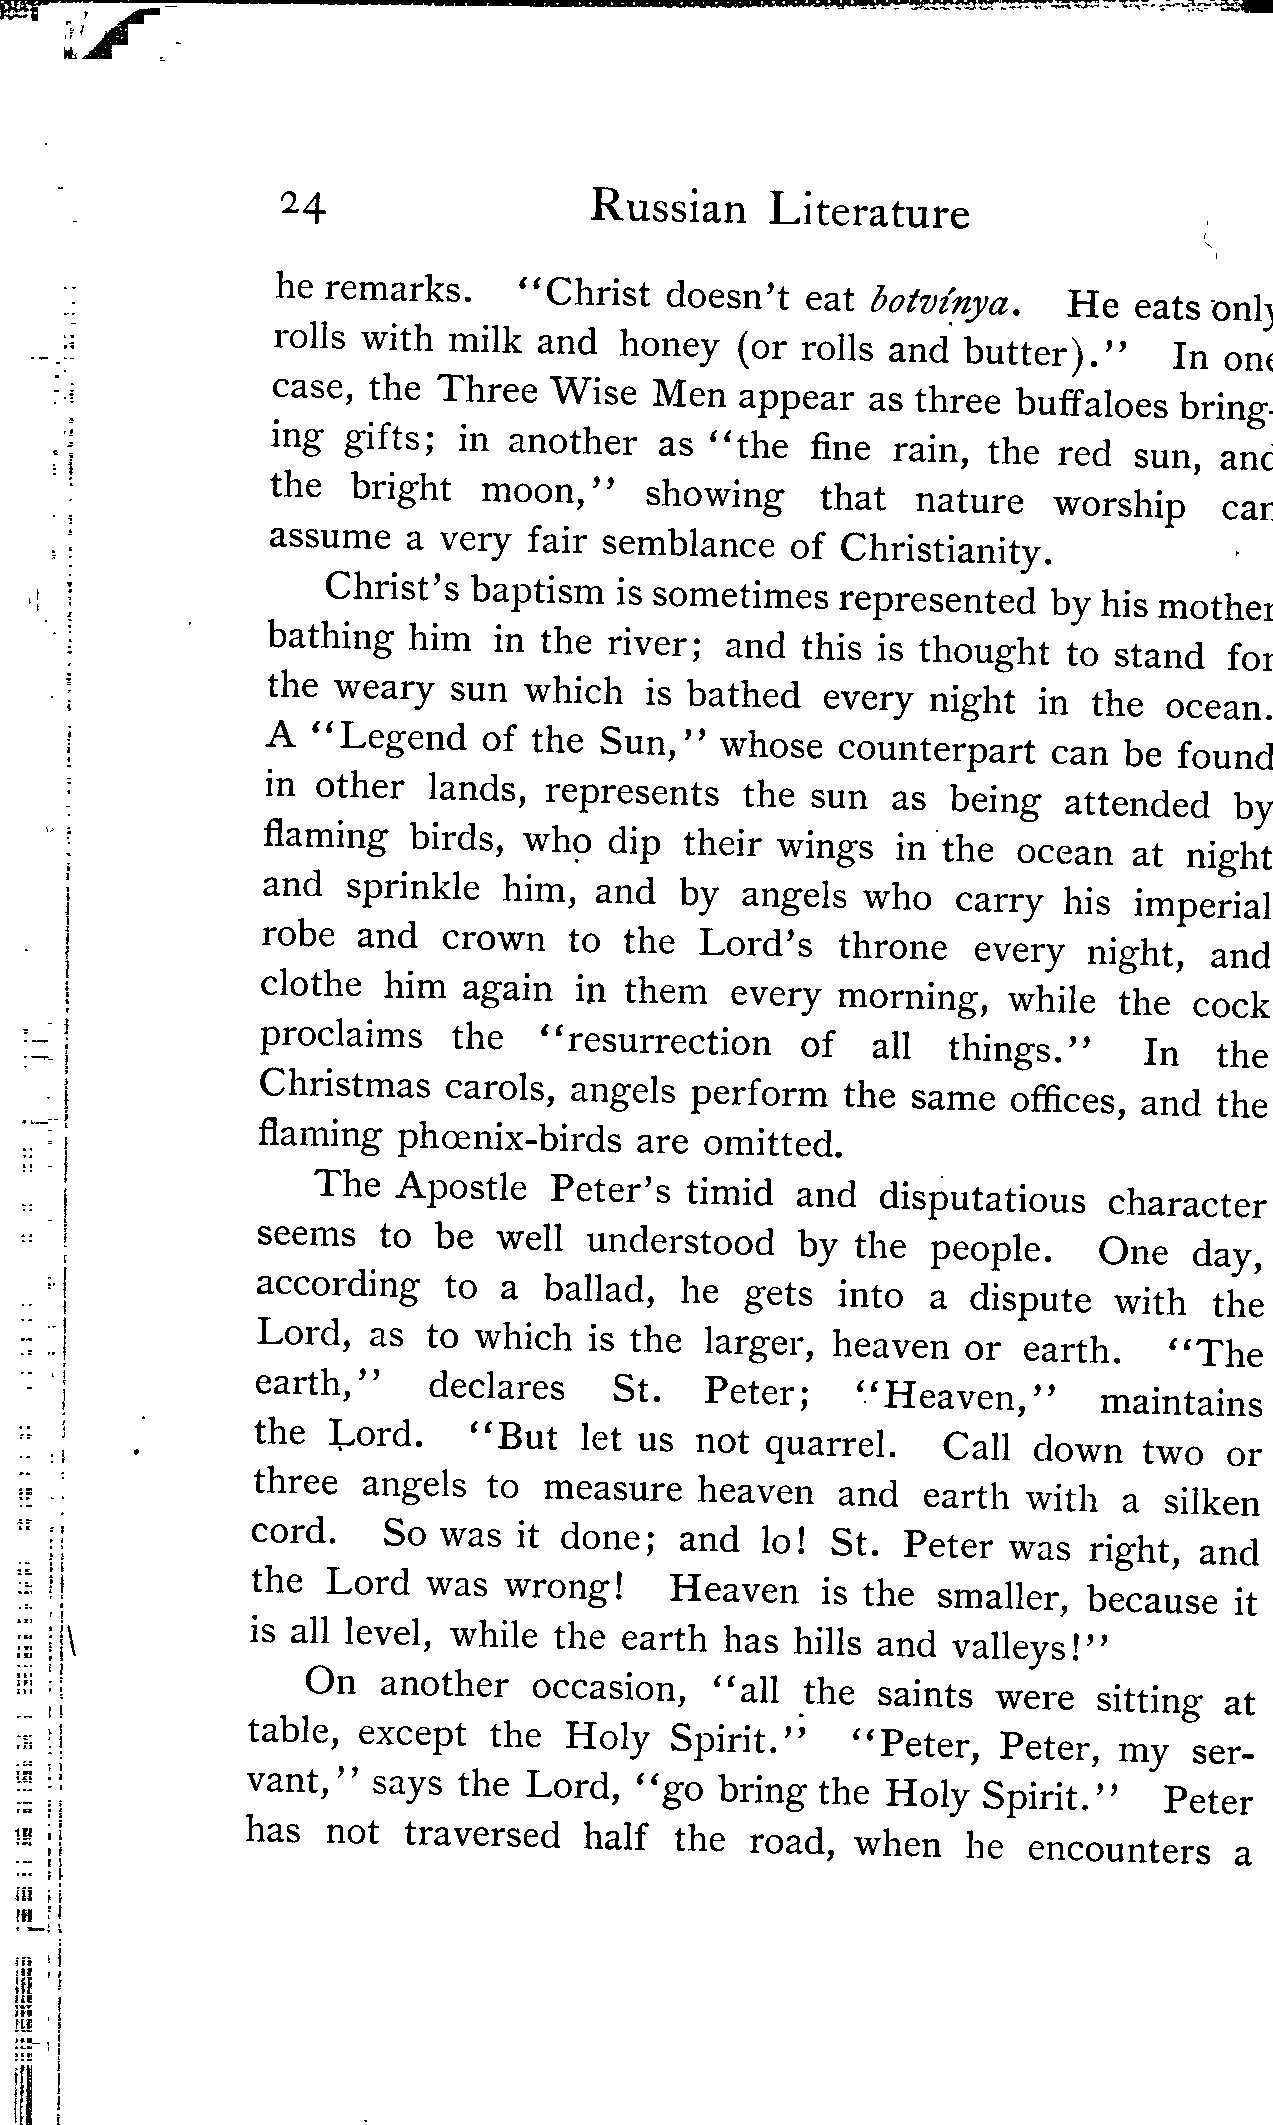 24 Russian Literature
he remarks. "Christ doesn't eat botvínya. He eats only
rolls with milk and honey (or rolls and butter)." In one
case, the Three Wise Men appear as three buffaloes bring-
ing gifts; in another as "the fine rain, the red sun, and
the bright moon," showing that nature worship can
assume a very fair semblance of Christianity.
Christ's baptism is sometimes represented by his mother
bathing him in the river; and this is thought to stand for
the weary sun which is bathed every night in the ocean.
A "Legend of the Sun," whose counterpart can be found
in other lands, represents the sun as being attended by
flaming birds, who dip their wings in the ocean at night
and sprinkle him, and by angels who carry his imperial
robe and crown to the Lord's throne every night, and
clothe him again in them every morning, while the cock
proclaims the "resurrection of all things." In the
Christmas carols, angels perform the same offices, and the
flaming phœnix-birds are omitted.
The Apostle Peter's timid and disputatious character
seems to be well understood by the people. One day,
according to a ballad, he gets into a dispute with the
Lord, as to which is the larger, heaven or earth. "The
earth," declares St. Peter; "Heaven," maintains
the Lord. "But let us not quarrel. Call down two or
three angels to measure heaven and earth with a silken
cord. So was it done; and lo! St. Peter was right, and
the Lord was wrong! Heaven is the smaller, because it
is all level, while the earth has hills and valleys!"
On another occasion, "all the saints were sitting at
table, except the Holy Spirit." "Peter, Peter, my ser-
vant," says the Lord, "go bring the Holy Spirit." Peter
has not traversed half the road, when he encounters a